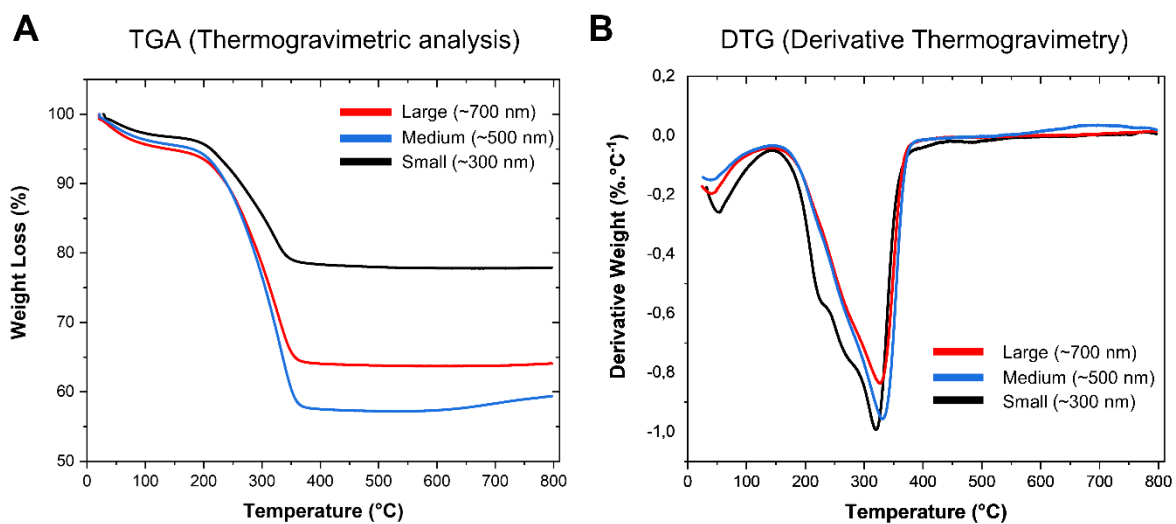 A
TGA (Thermogravimetric analysis)
100
90
80
70
60
50
Weight Loss (%)
Large (~700 nm)
Medium (~500 nm)
Small (~300 nm)
0 100 200 300 400 500 600 700 800
Temperature (°C)
B
DTG (Derivative Thermogravimetry)
0,2
0,0
-0,2
-0,4
-0,6
-0,8
-1,0
Derivative Weight (%.°C⁻¹)
Large (~700 nm)
Medium (~500 nm)
Small (~300 nm)
0 100 200 300 400 500 600 700 800
Temperature (°C)